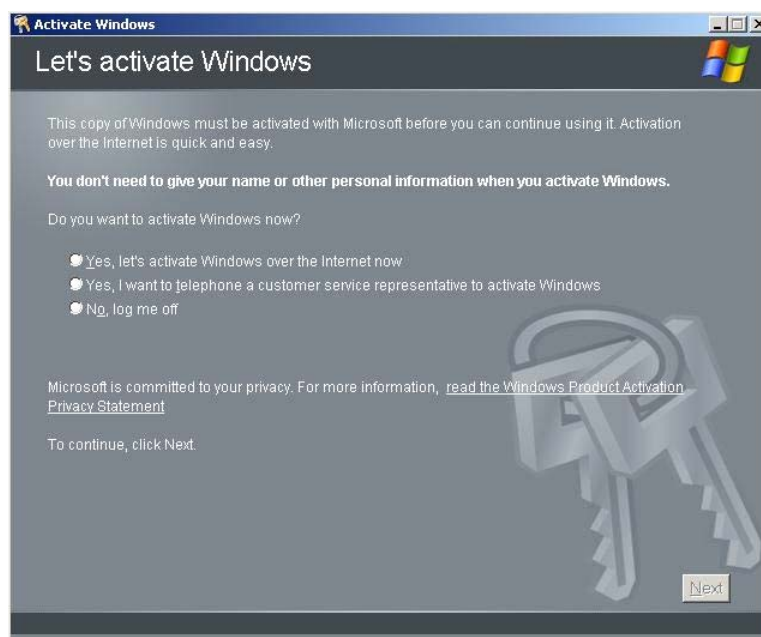 Activate Windows
Let's activate Windows
This copy of Windows must be activated with Microsoft before you can continue using it. Activation
over the Internet is quick and easy.
You don't need to give your name or other personal information when you activate Windows.
Do you want to activate Windows now?
Yes, let's activate Windows over the Internet now
Yes, I want to telephone a customer service representative to activate Windows
No, log me off
Microsoft is committed to your privacy. For more information, read the Windows Product Activation
Privacy Statement
To continue, click Next.
Next